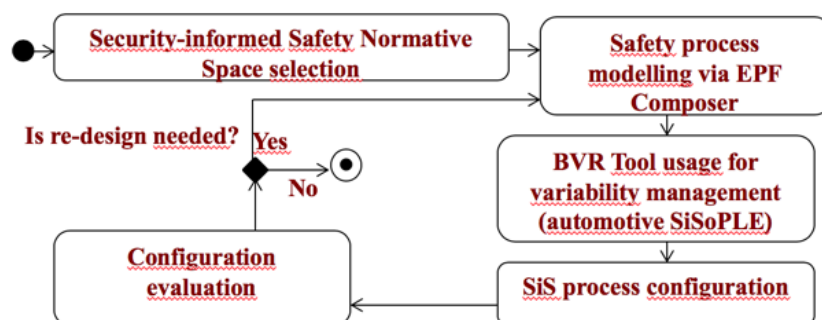 Security-informed Safety Normative
Space selection
Safety process
modelling via EPF
Composer
Is re-design needed?
Yes
No
BVR Tool usage for
variability management
(automotive SiSoPLE)
Configuration
evaluation
SiS process configuration